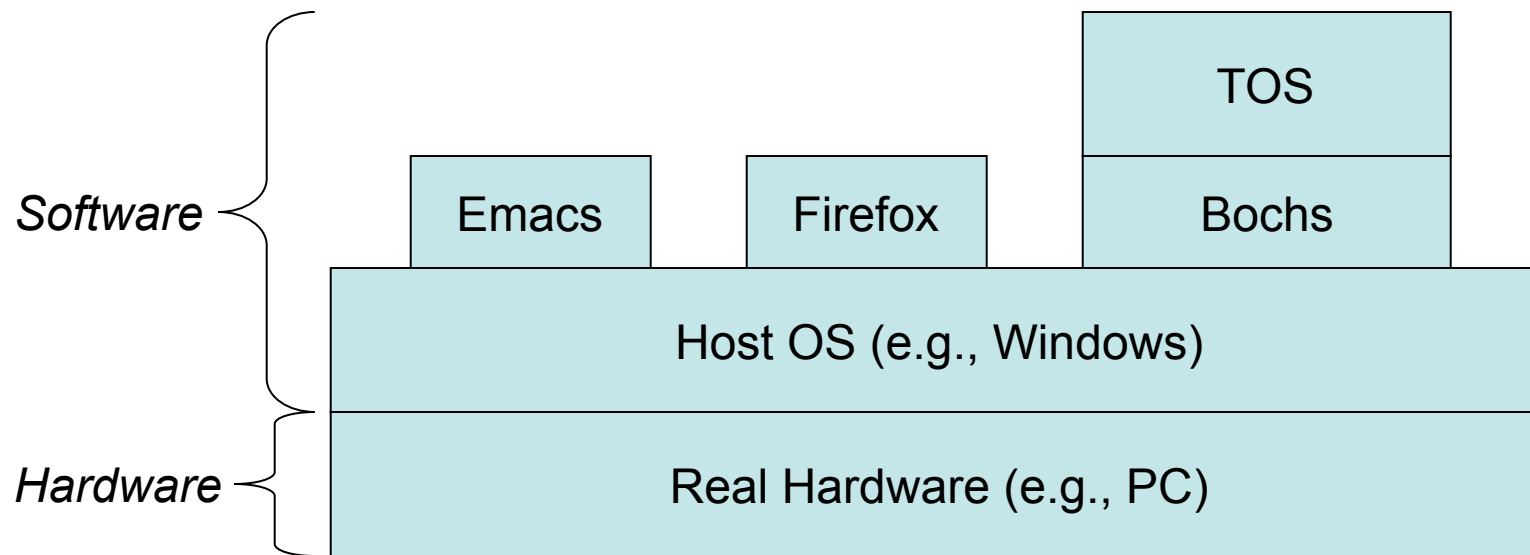 TOS
Software
Emacs
Firefox
Bochs
Host OS (e.g., Windows)
Hardware
Real Hardware (e.g., PC)